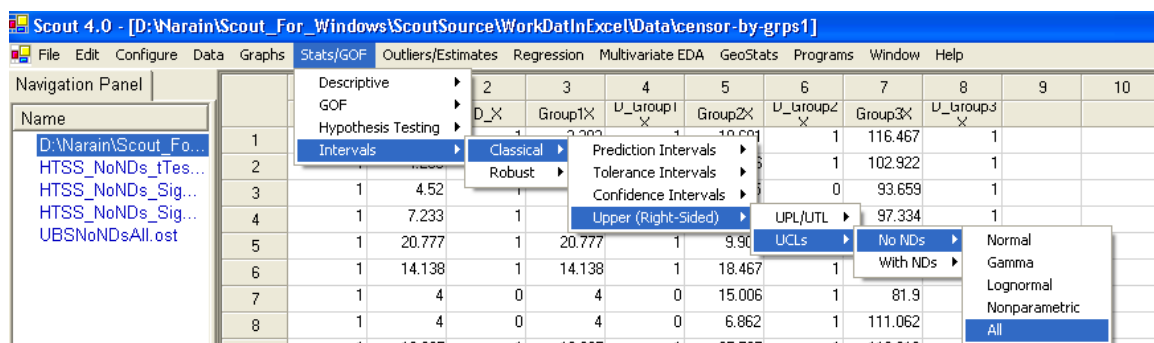 Scout 4.0 - [D:\Narain\Scout_For_Windows\ScoutSource\WorkDatInExcel\Data\censor-by-grps1]
File Edit Configure Data Graphs Stats/GOF Outliers/Estimates Regression Multivariate EDA GeoStats Programs Window Help
Navigation Panel
Name
D:\Narain\Scout_Fo...
HTSS_NoNDs_tTes...
HTSS_NoNDs_Sig...
HTSS_NoNDs_Sig...
UBSNoNDsAll.ost
Descriptive
GOF
Hypothesis Testing
Intervals
Classical
Robust
Prediction Intervals
Tolerance Intervals
Confidence Intervals
Upper (Right-Sided)
UPL/UTL
UCLs
No NDs
With NDs
Normal
Gamma
Lognormal
Nonparametric
All
2 3 4 5 6 7 8 9 10
D_X Group1X D_Group1X Group2X D_Group2X Group3X D_Group3X
1 1 116.467 1
2 102.922 1
3 1 4.52 0 93.659 1
4 1 7.233 1 97.334 1
5 1 20.777 1 20.777 1
6 1 14.138 1 14.138 1 18.467 1
7 1 4 0 4 0 15.006 1 81.9
8 1 4 0 4 0 6.862 1 111.062